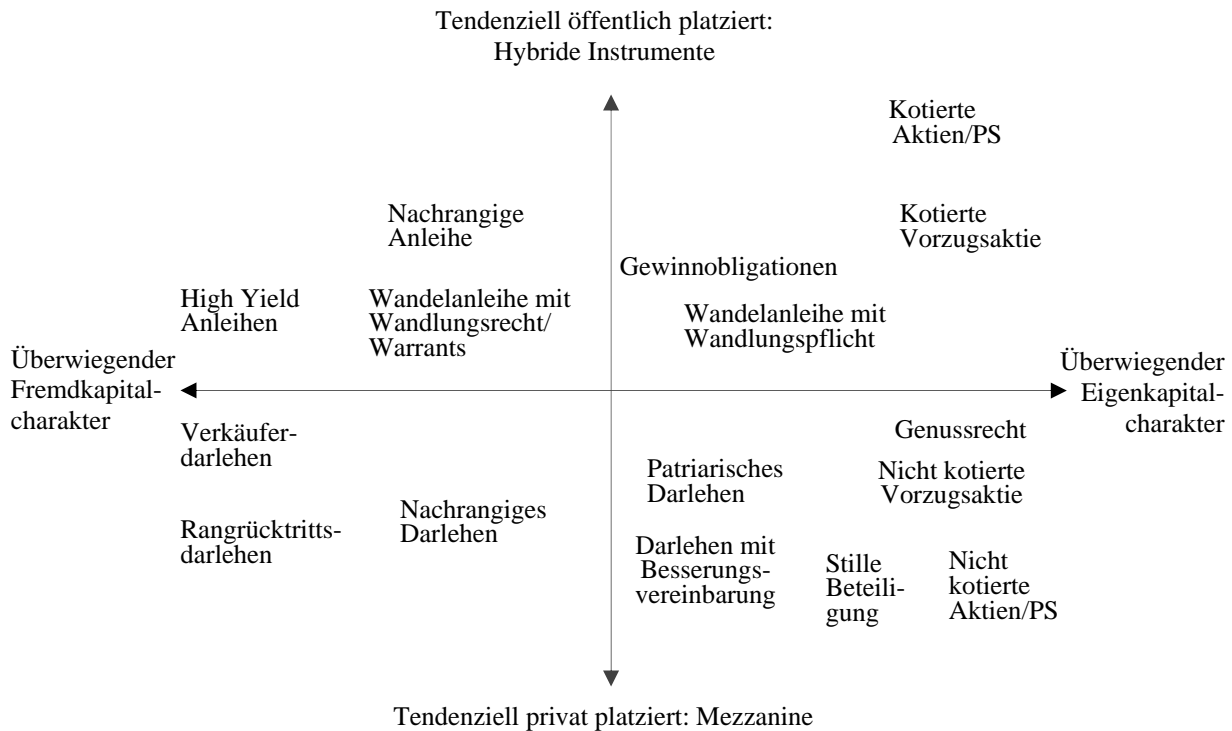 Tendenziell öffentlich platziert:
Hybride Instrumente
Kotierte
Aktien/PS
Nachrangige
Anleihe
Kotierte
Vorzugsaktie
Gewinnobligationen
High Yield
Anleihen
Wandelanleihe mit
Wandlungsrecht/
Warrants
Wandelanleihe mit
Wandlungspflicht
Überwiegender
Fremdkapital-
charakter
Überwiegender
Eigenkapital-
charakter
Verkäufer-
darlehen
Genussrecht
Patriarisches
Darlehen
Nicht kotierte
Vorzugsaktie
Rangrücktritts-
darlehen
Nachrangiges
Darlehen
Darlehen mit
Besserungs-
vereinbarung
Stille
Beteili-
gung
Nicht
kotierte
Aktien/PS
Tendenziell privat platziert: Mezzanine